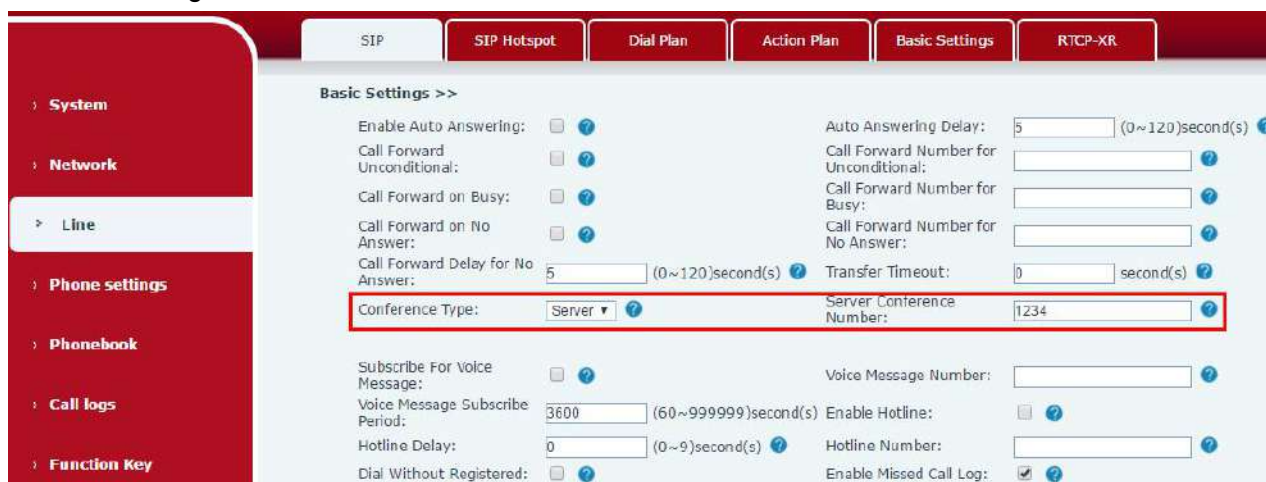 SIP SIP Hotspot Dial Plan Action Plan Basic Settings RTCP-XR
› System
› Network
> Line
› Phone settings
› Phonebook
› Call logs
› Function Key
Basic Settings >>
Enable Auto Answering: Auto Answering Delay: 5 (0~120)second(s)
Call Forward Unconditional: Call Forward Number for Unconditional:
Call Forward on Busy: Call Forward Number for Busy:
Call Forward on No Answer: Call Forward Number for No Answer:
Call Forward Delay for No Answer: 5 (0~120)second(s) Transfer Timeout: 0 second(s)
Conference Type: Server Server Conference Number: 1234
Subscribe For Voice Message: Voice Message Number:
Voice Message Subscribe Period: 3600 (60~999999)second(s) Enable Hotline:
Hotline Delay: 0 (0~9)second(s) Hotline Number:
Dial Without Registered: Enable Missed Call Log: